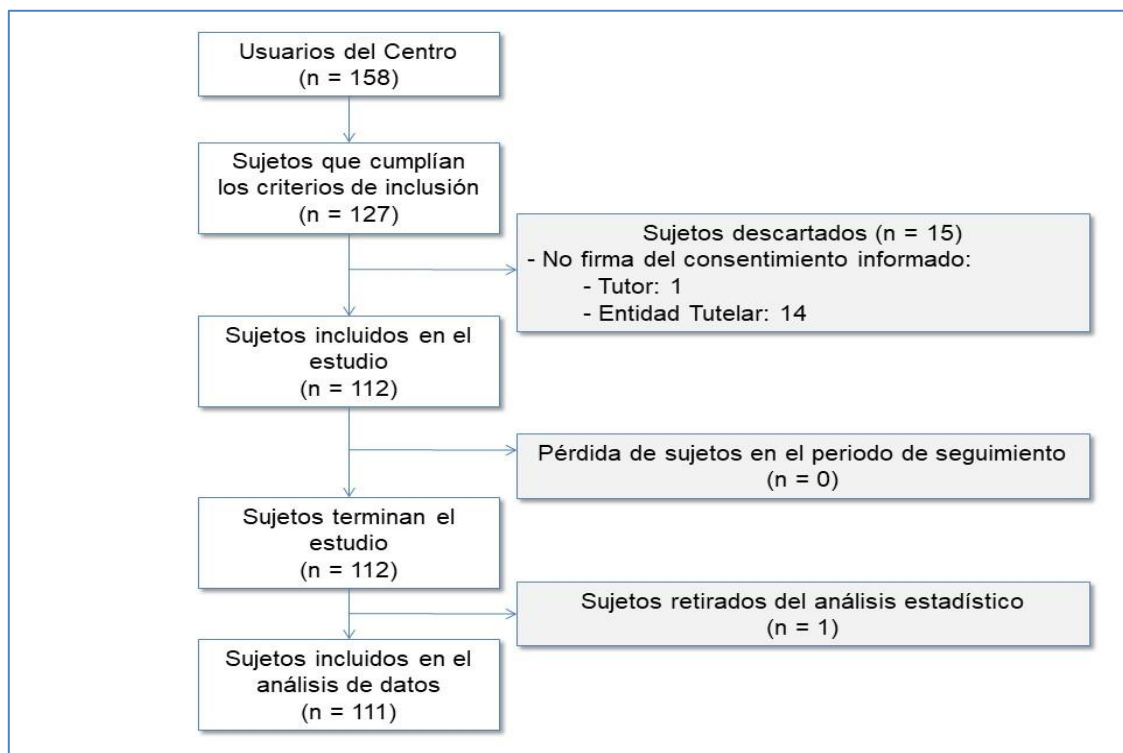 Usuarios del Centro
(n = 158)
Sujetos que cumplían
los criterios de inclusión
(n = 127)
Sujetos descartados (n = 15)
- No firma del consentimiento informado:
- Tutor: 1
- Entidad Tutelar: 14
Sujetos incluidos en el
estudio
(n = 112)
Pérdida de sujetos en el periodo de seguimiento
(n = 0)
Sujetos terminan el
estudio
(n = 112)
Sujetos retirados del análisis estadístico
(n = 1)
Sujetos incluidos en el
análisis de datos
(n = 111)